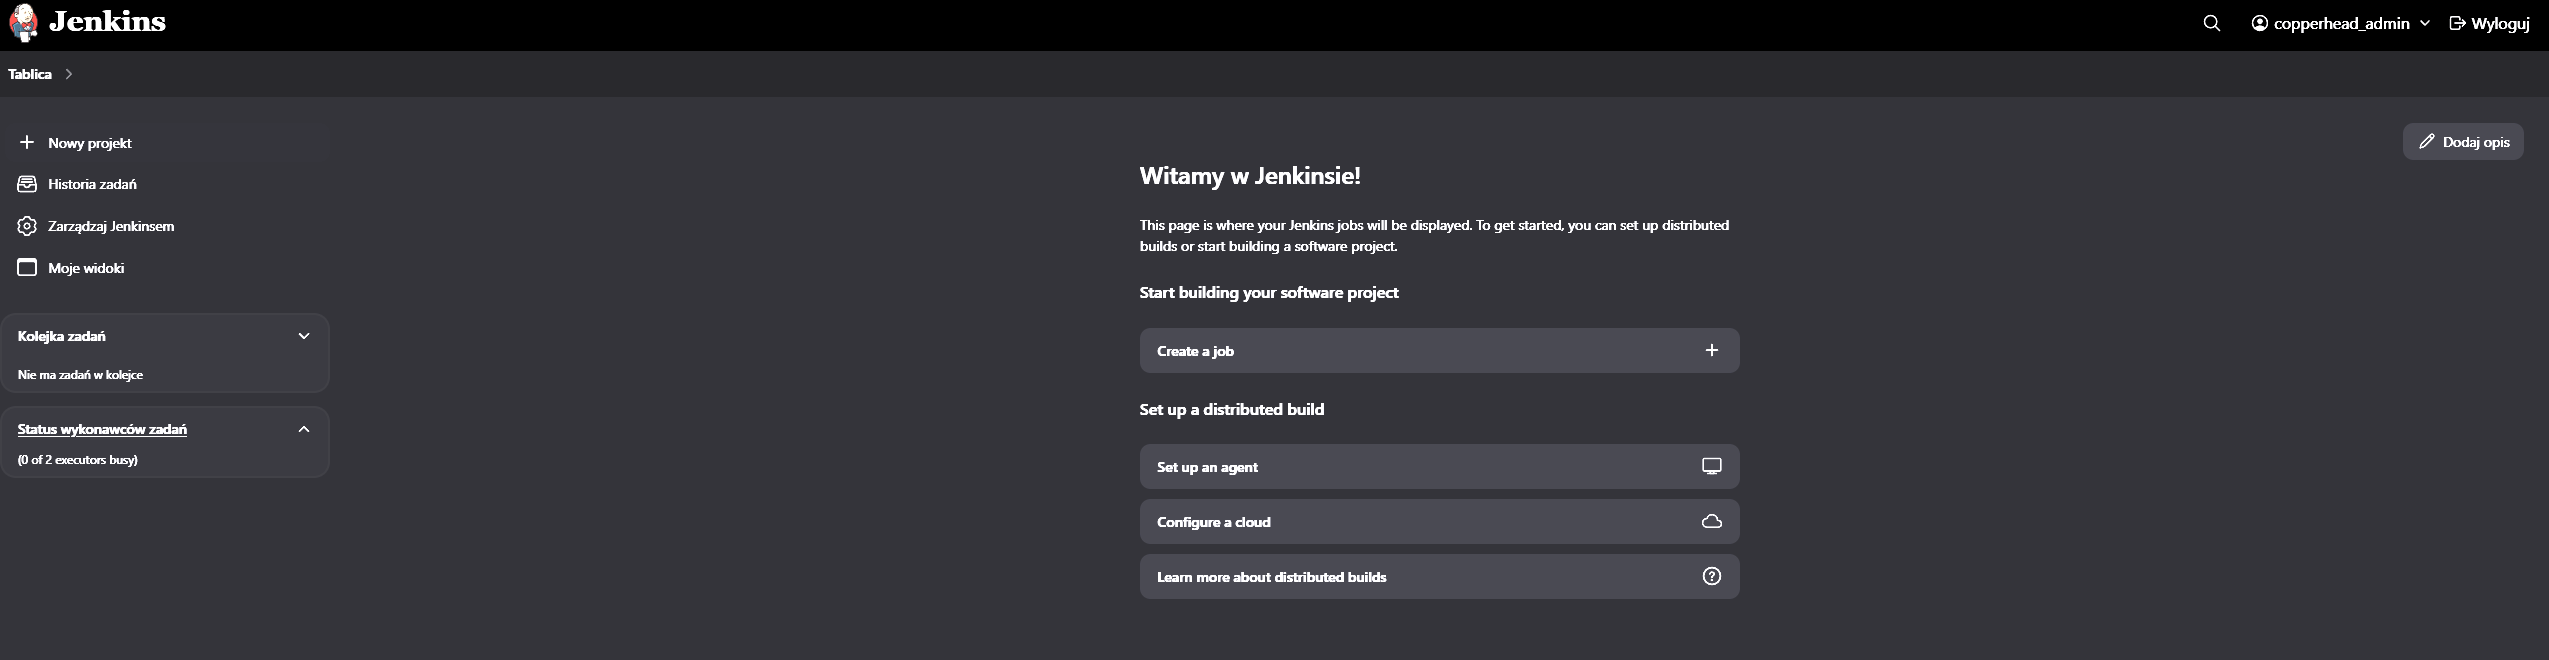 Jenkins
copperhead_admin
Wyloguj
Tablica
Nowy projekt
Historia zadań
Zarządzaj Jenkinsem
Moje widoki
Kolejka zadań
Nie ma zadań w kolejce
Status wykonawców zadań
(0 of 2 executors busy)
Dodaj opis
Witamy w Jenkinsie!
This page is where your Jenkins jobs will be displayed. To get started, you can set up distributed
builds or start building a software project.
Start building your software project
Create a job
Set up a distributed build
Set up an agent
Configure a cloud
Learn more about distributed builds